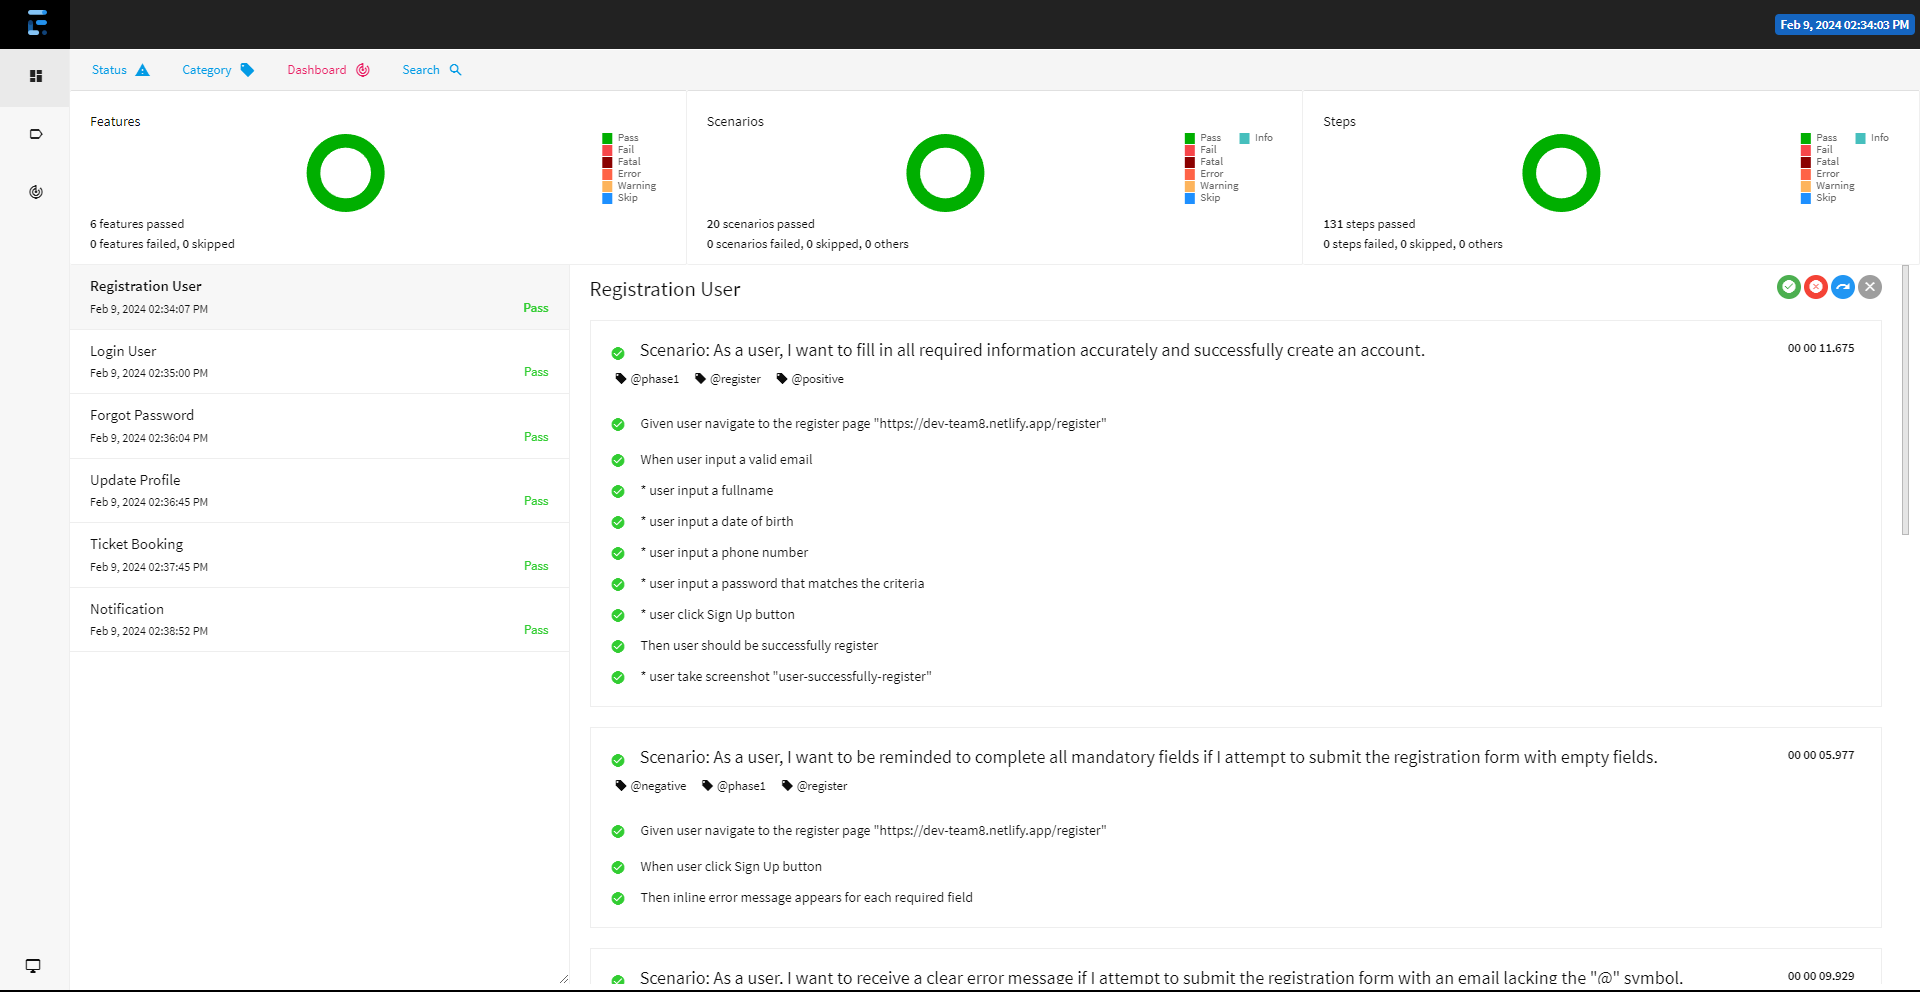 Feb 9, 2024 02:34:03 PM
Status
Category
Dashboard
Search
Features
Pass
Fail
Fatal
Error
Warning
Skip
6 features passed
0 features failed, 0 skipped
Scenarios
Pass
Info
Fail
Fatal
Error
Warning
Skip
20 scenarios passed
0 scenarios failed, 0 skipped, 0 others
Steps
Pass
Info
Fail
Fatal
Error
Warning
Skip
131 steps passed
0 steps failed, 0 skipped, 0 others
Registration User
Feb 9, 2024 02:34:07 PM
Pass
Login User
Feb 9, 2024 02:35:00 PM
Pass
Forgot Password
Feb 9, 2024 02:36:04 PM
Pass
Update Profile
Feb 9, 2024 02:36:45 PM
Pass
Ticket Booking
Feb 9, 2024 02:37:45 PM
Pass
Notification
Feb 9, 2024 02:38:52 PM
Pass
Registration User
Scenario: As a user, I want to fill in all required information accurately and successfully create an account.
00 00 11.675
@phase1 @register @positive
Given user navigate to the register page "https://dev-team8.netlify.app/register"
When user input a valid email
* user input a fullname
* user input a date of birth
* user input a phone number
* user input a password that matches the criteria
* user click Sign Up button
Then user should be successfully register
* user take screenshot "user-successfully-register"
Scenario: As a user, I want to be reminded to complete all mandatory fields if I attempt to submit the registration form with empty fields.
00 00 05.977
@negative @phase1 @register
Given user navigate to the register page "https://dev-team8.netlify.app/register"
When user click Sign Up button
Then inline error message appears for each required field
Scenario: As a user, I want to receive a clear error message if I attempt to submit the registration form with an email lacking the "@" symbol.
00 00 09.929